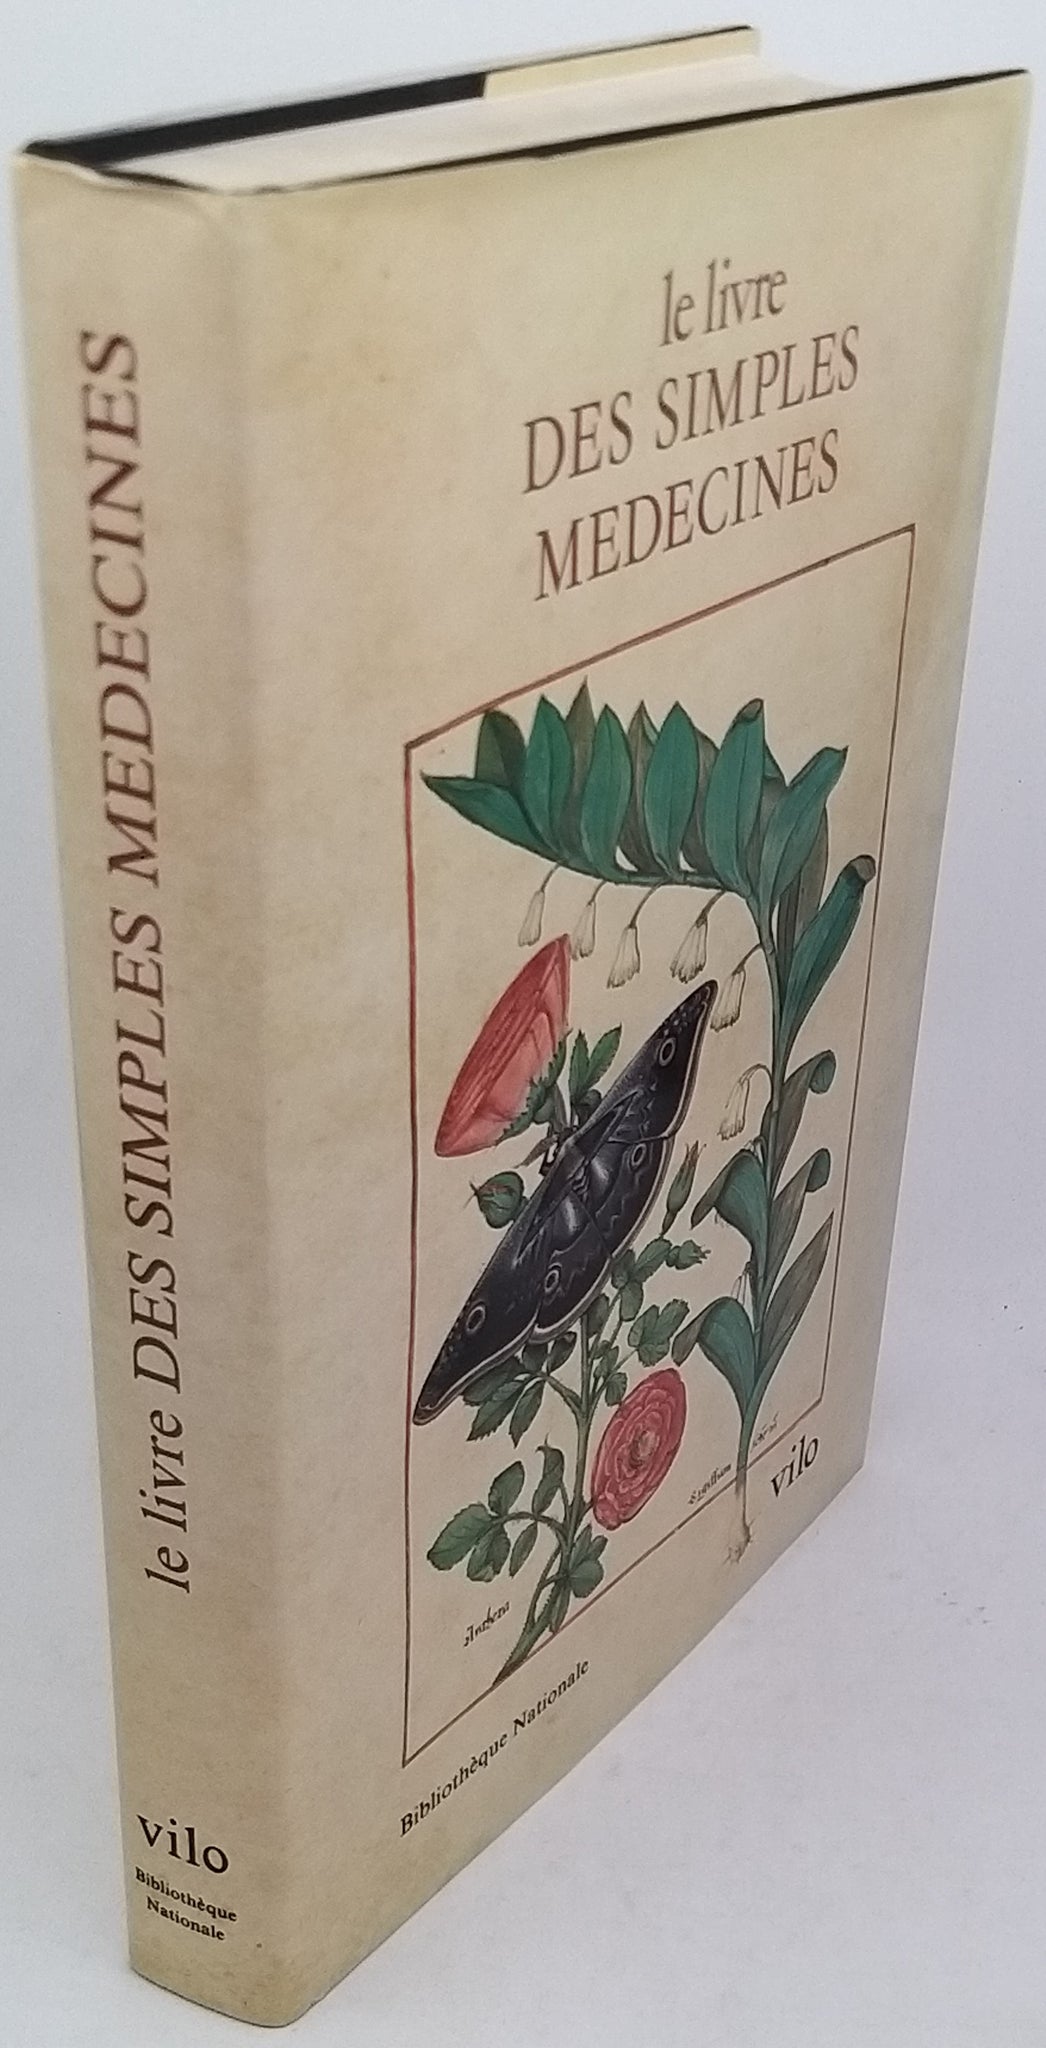 le livre DES SIMPLES MEDECINES
vilo
Bibliothèque
Nationale
le livre
DES SIMPLES
MEDECINES
vilo
Bibliothèque Nationale